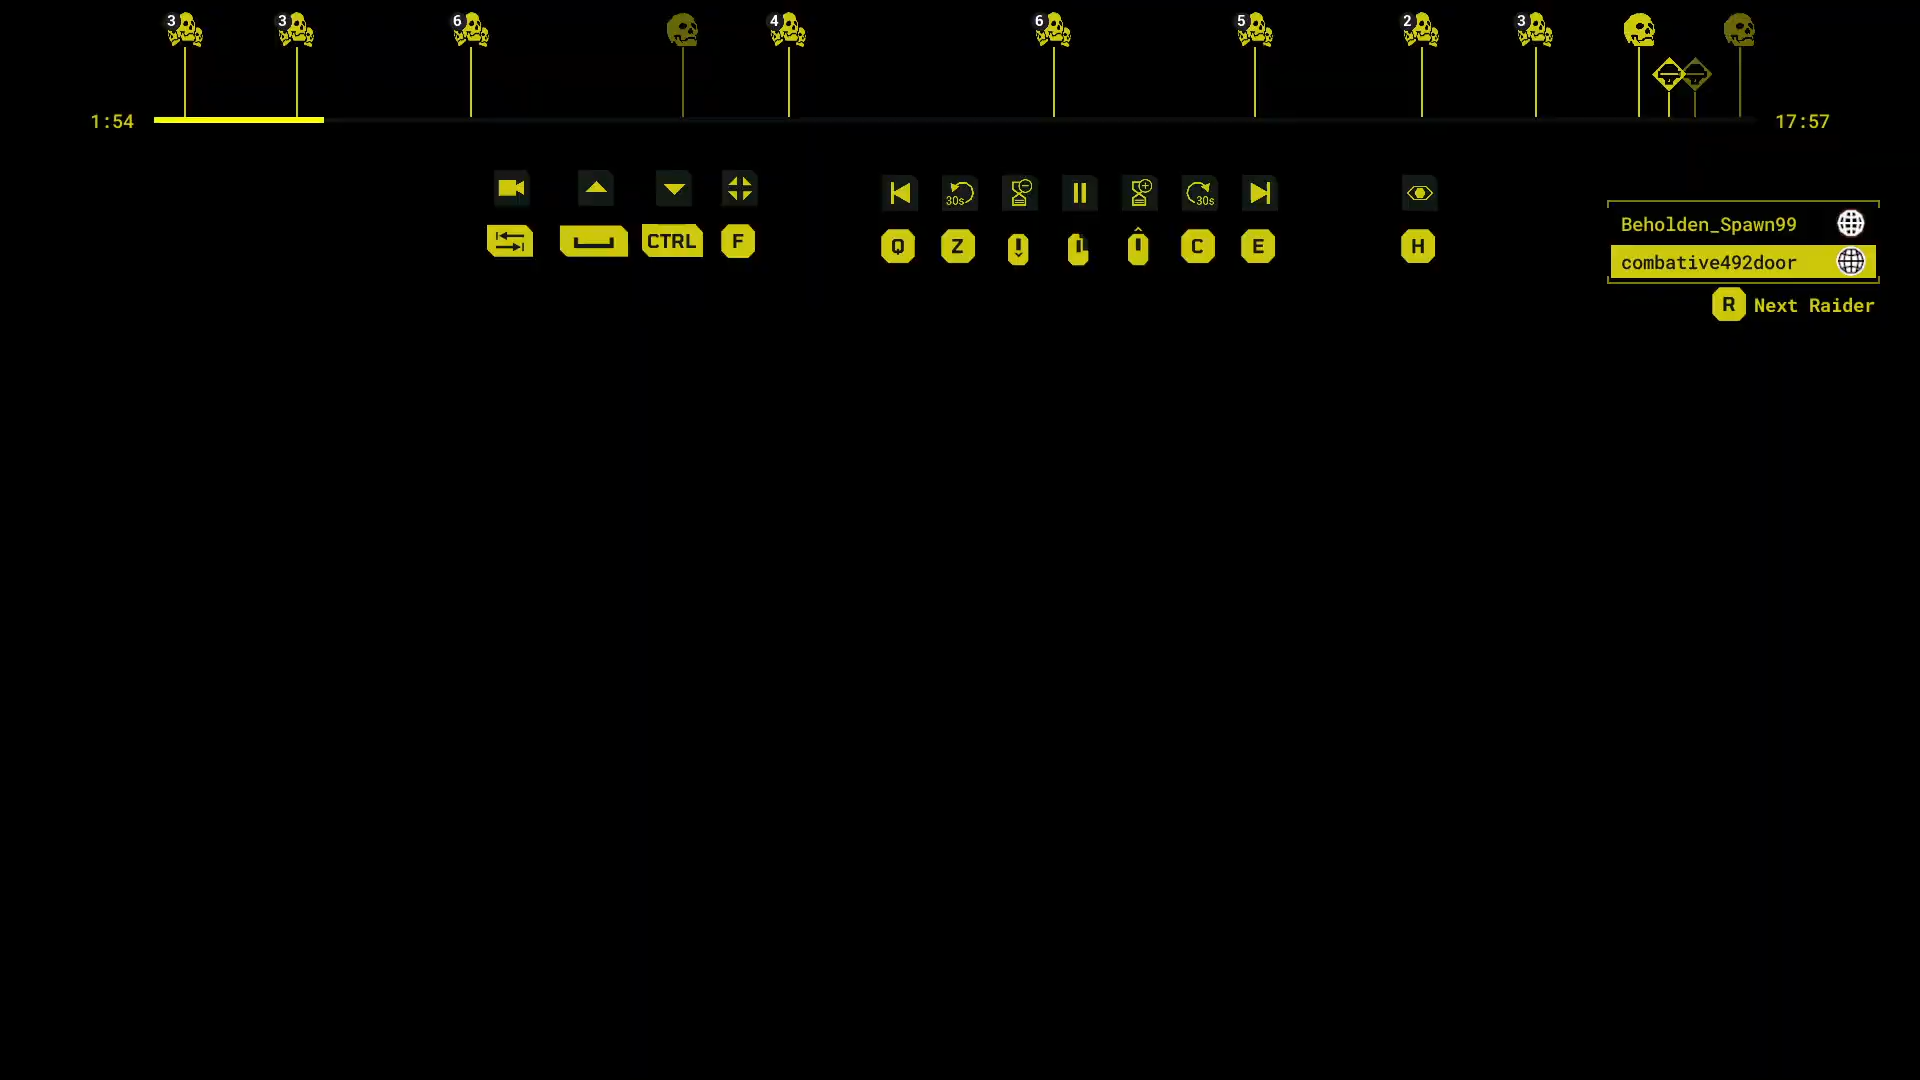 3 3 6 4 6 5 2 3
1:54 17:57
30s 30s
CTRL F Q Z C E H
Beholden_Spawn99
combative492door
R Next Raider